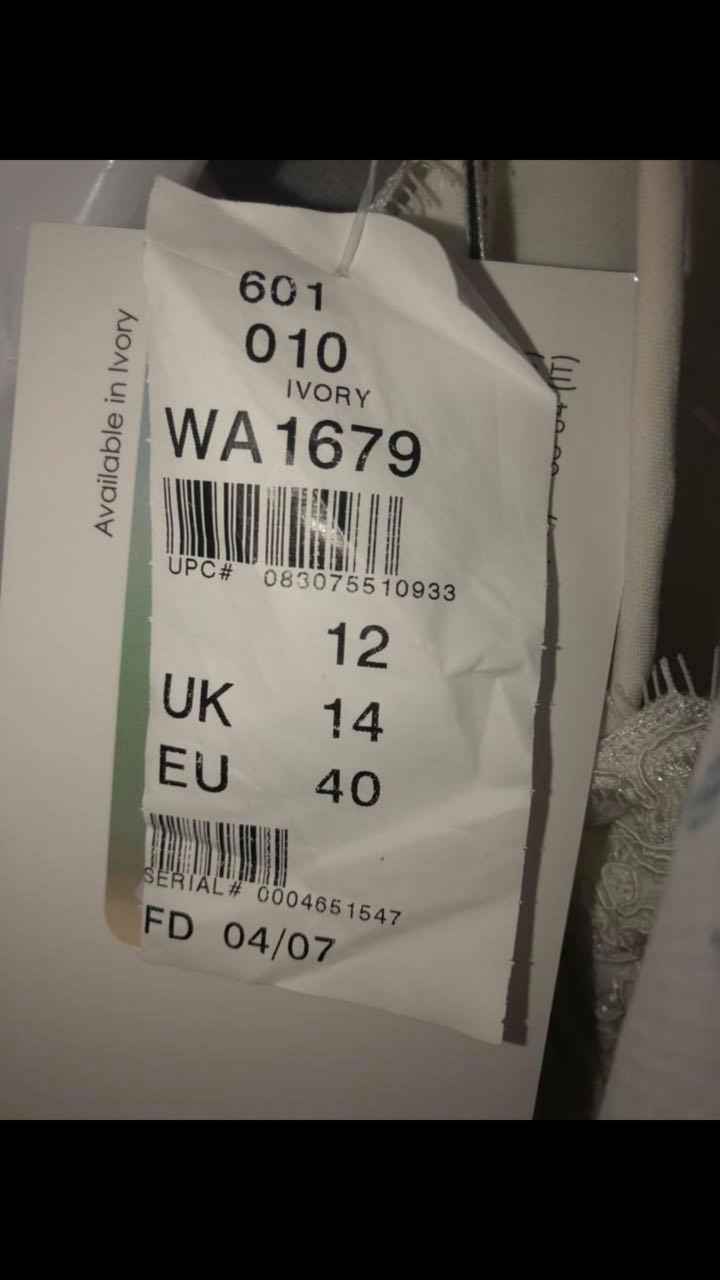 601
010
IVORY
WA1679
UPC# 083075510933
12
UK 14
EU 40
SERIAL# 0004651547
FD 04/07
Available in Ivory